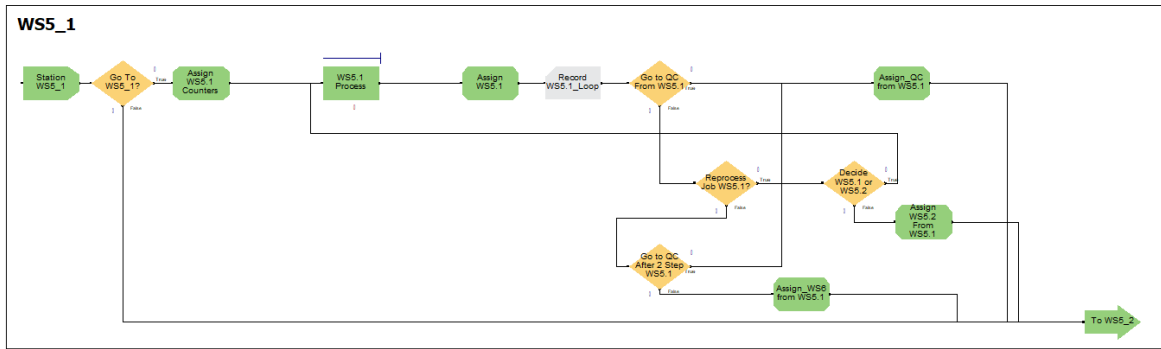 WS5_1
Station
WS5_1
Go To
WS5_1?
True
False
Assign
WS5.1
Counters
WS5.1
Process
Assign
WS5.1
Record
WS5.1_Loop
Go to QC
From WS5.1
True
False
Assign_QC
from WS5.1
Reprocess
Job WS5.1?
True
False
Decide
WS5.1 or
WS5.2
True
False
Assign
WS5.2
From
WS5.1
Go to QC
After 2 Step
WS5.1
True
False
Assign_WS6
from WS5.1
To WS5_2